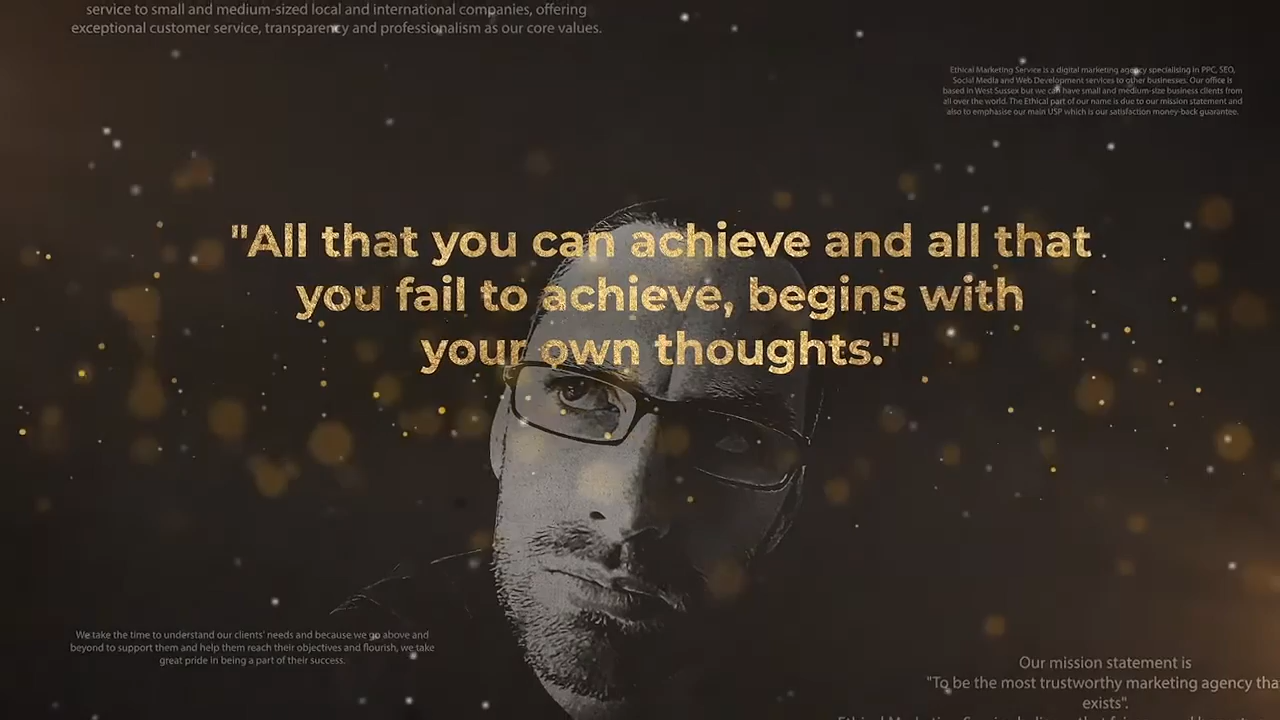 service to small and medium-sized local and international companies, offering
exceptional customer service, transparency and professionalism as our core values.
Ethical Marketing Service is a digital marketing agency specialising in PPC, SEO,
Social Media and Web Development services to other businesses. Our office is
based in West Sussex but we can have small and medium-size business clients from
all over the world. The Ethical part of our name is due to our mission statement and
also to emphasise our main USP which is our satisfaction money-back guarantee.
"All that you can achieve and all that
you fail to achieve, begins with
your own thoughts."
We take the time to understand our clients' needs and because we go above and
beyond to support them and help them reach their objectives and flourish, we take
great pride in being a part of their success.
Our mission statement is
"To be the most trustworthy marketing agency tha
exists".